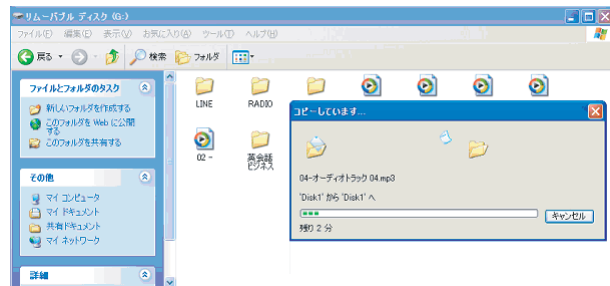 リムーバブル ディスク (G:)
ファイル(F) 編集(E) 表示(V) お気に入り(A) ツール(T) ヘルプ(H)
戻る 検索 フォルダ
ファイルとフォルダのタスク
新しいフォルダを作成する
このフォルダを Web に公開
する
このフォルダを共有する
その他
マイ コンピュータ
マイ ドキュメント
共有ドキュメント
マイ ネットワーク
詳細
LINE
RADIO
02 -
英会話
ビジネス
コピーしています...
04-オーディオトラック 04.mp3
'Disk1' から 'Disk1' へ
キャンセル
残り 2 分